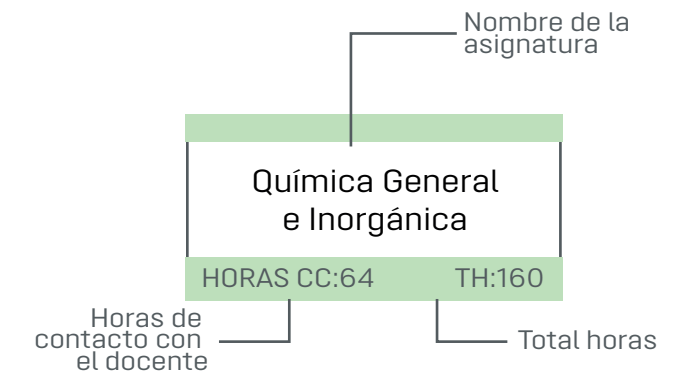 Nombre de la
asignatura
Química General
e Inorgánica
HORAS CC:64 TH:160
Horas de
contacto con
el docente
Total horas